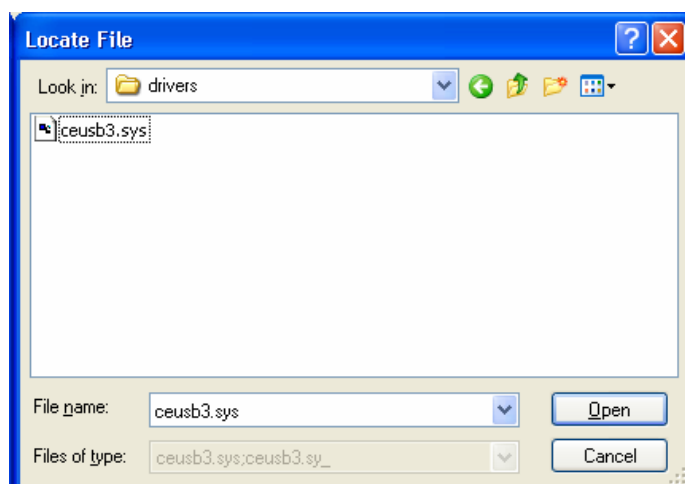 Locate File
Look in: drivers
ceusb3.sys
File name: ceusb3.sys Open
Files of type: ceusb3.sys;ceusb3.sy_ Cancel